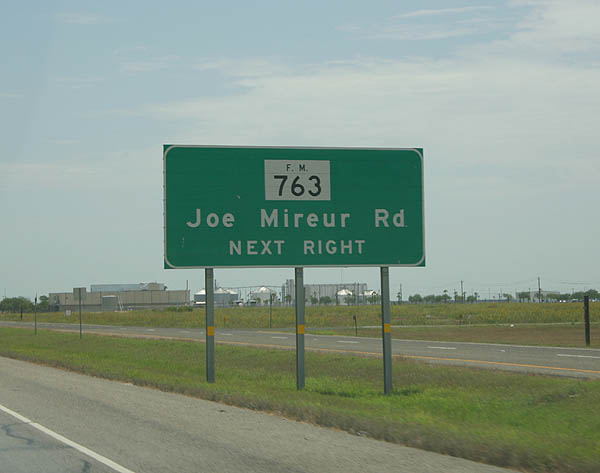 F. M.
763
Joe Mireur Rd
NEXT RIGHT